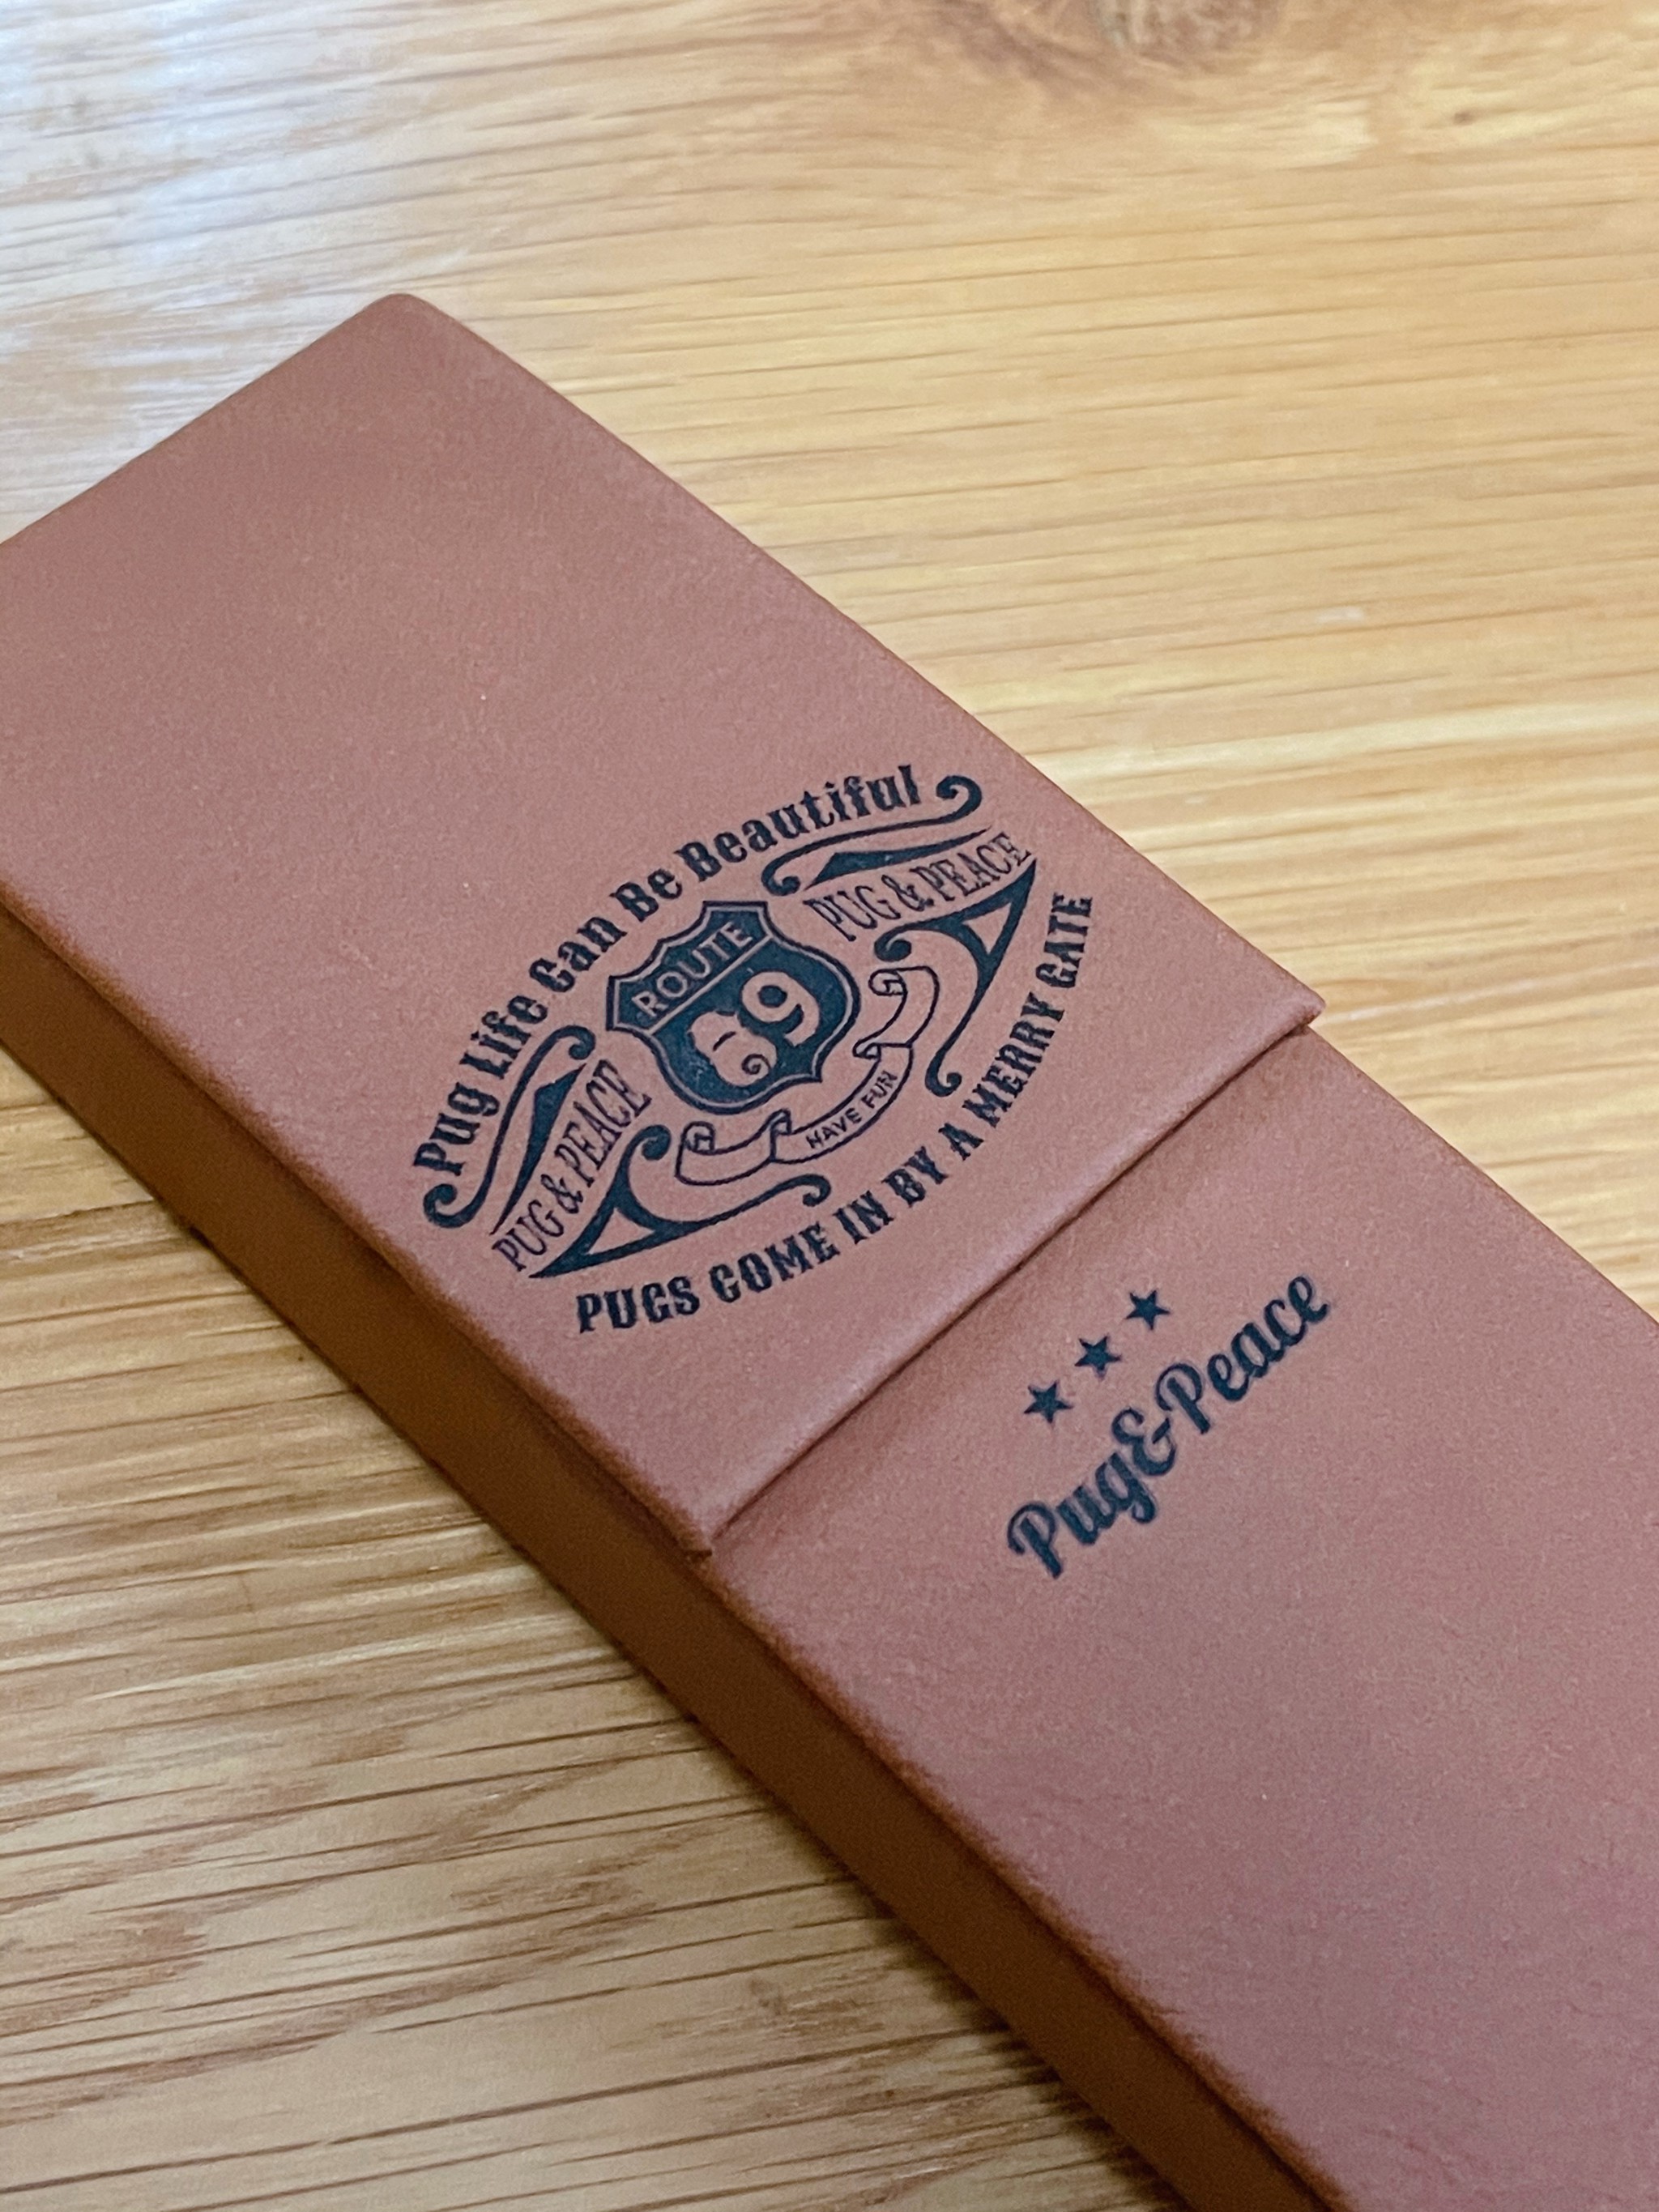 Pug Life Can Be Beautiful
PUG & PEACE
ROUTE
69
PUG & PEACE
HAVE FUN
PUGS COME IN BY A MERRY GATE
Pug&Peace